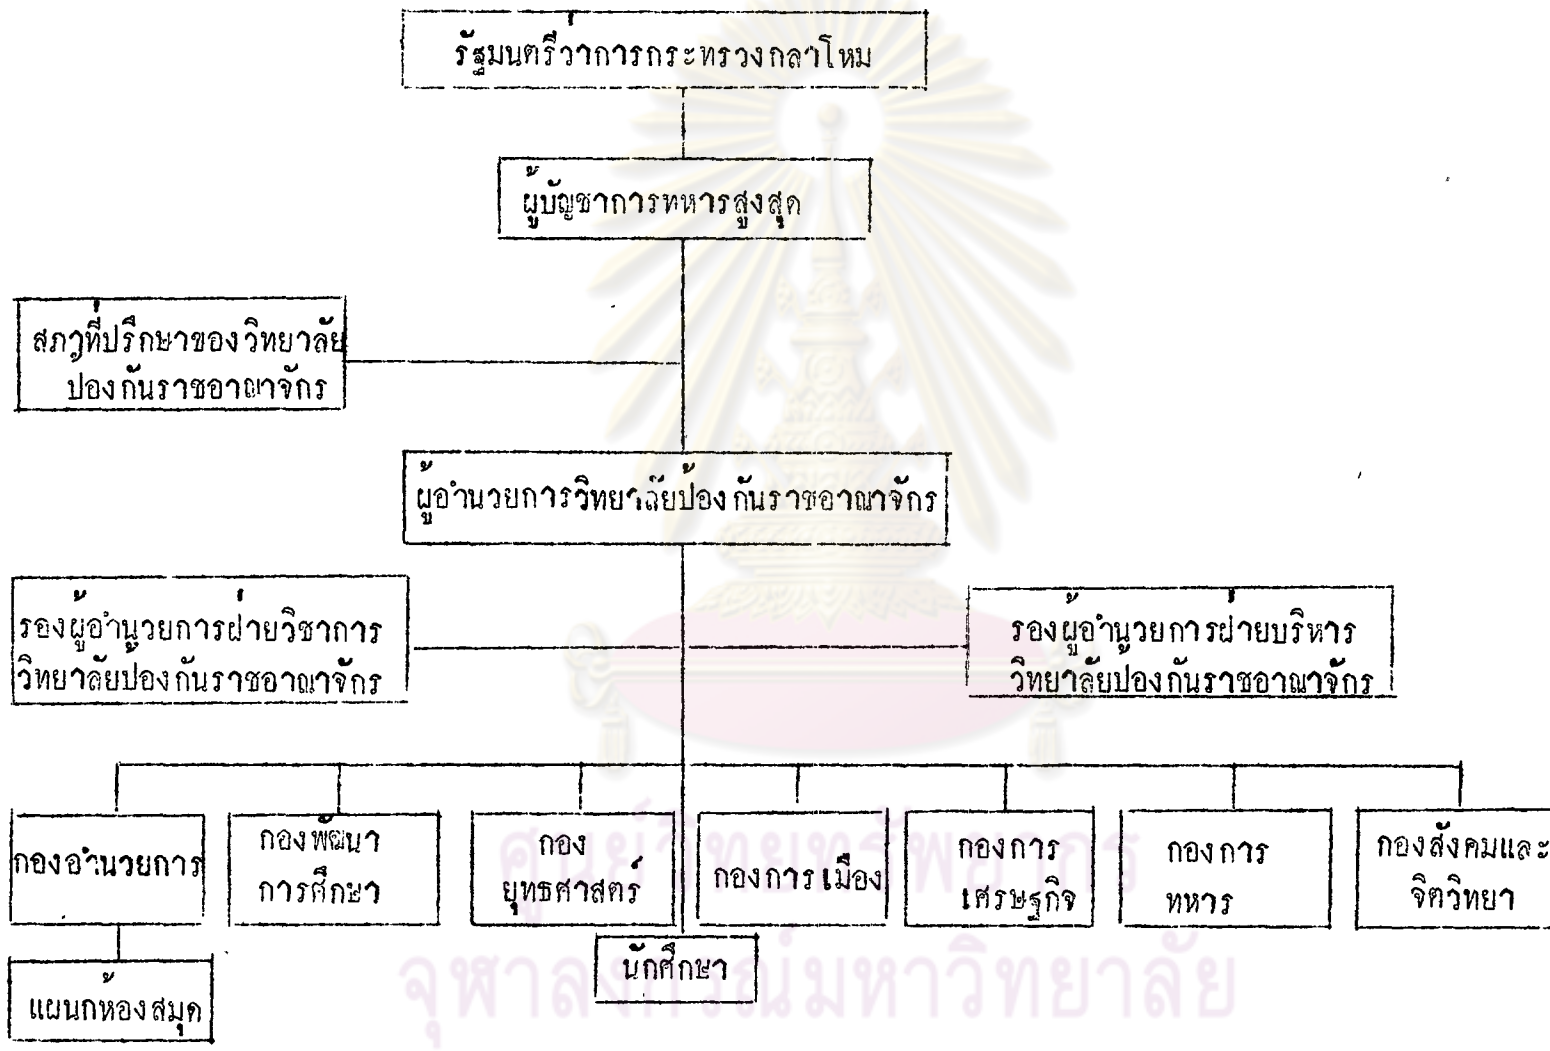 รัฐมนตรีว่าการกระทรวงกลาโหม
ผู้บัญชาการทหารสูงสุด
สภาที่ปรึกษาของวิทยาลัย
ป้องกันราชอาณาจักร
ผู้อำนวยการวิทยาลัยป้องกันราชอาณาจักร
รองผู้อำนวยการฝ่ายวิชาการ
วิทยาลัยป้องกันราชอาณาจักร
รองผู้อำนวยการฝ่ายบริหาร
วิทยาลัยป้องกันราชอาณาจักร
กองอำนวยการ
กองพัฒนา
การศึกษา
กอง
ยุทธศาสตร์
กองการเมือง
กองการ
เศรษฐกิจ
กองการ
ทหาร
กองสังคมและ
จิตวิทยา
นักศึกษา
แผนกห้องสมุด
ศูนย์วิทยทรัพยากร
จุฬาลงกรณ์มหาวิทยาลัย